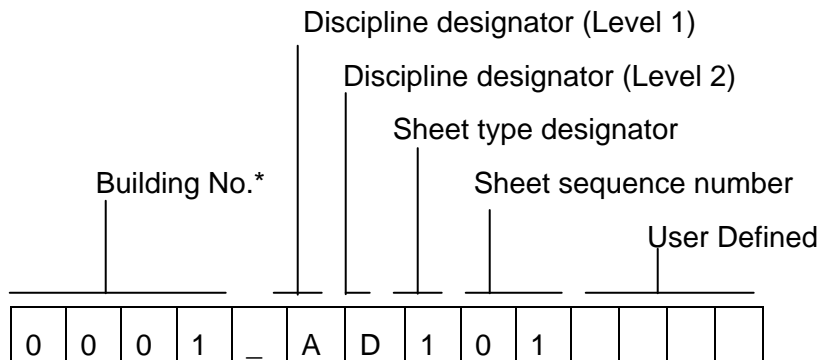 Discipline designator (Level 1)
Discipline designator (Level 2)
Sheet type designator
Building No.* Sheet sequence number
User Defined
0 0 0 1 _ A D 1 0 1